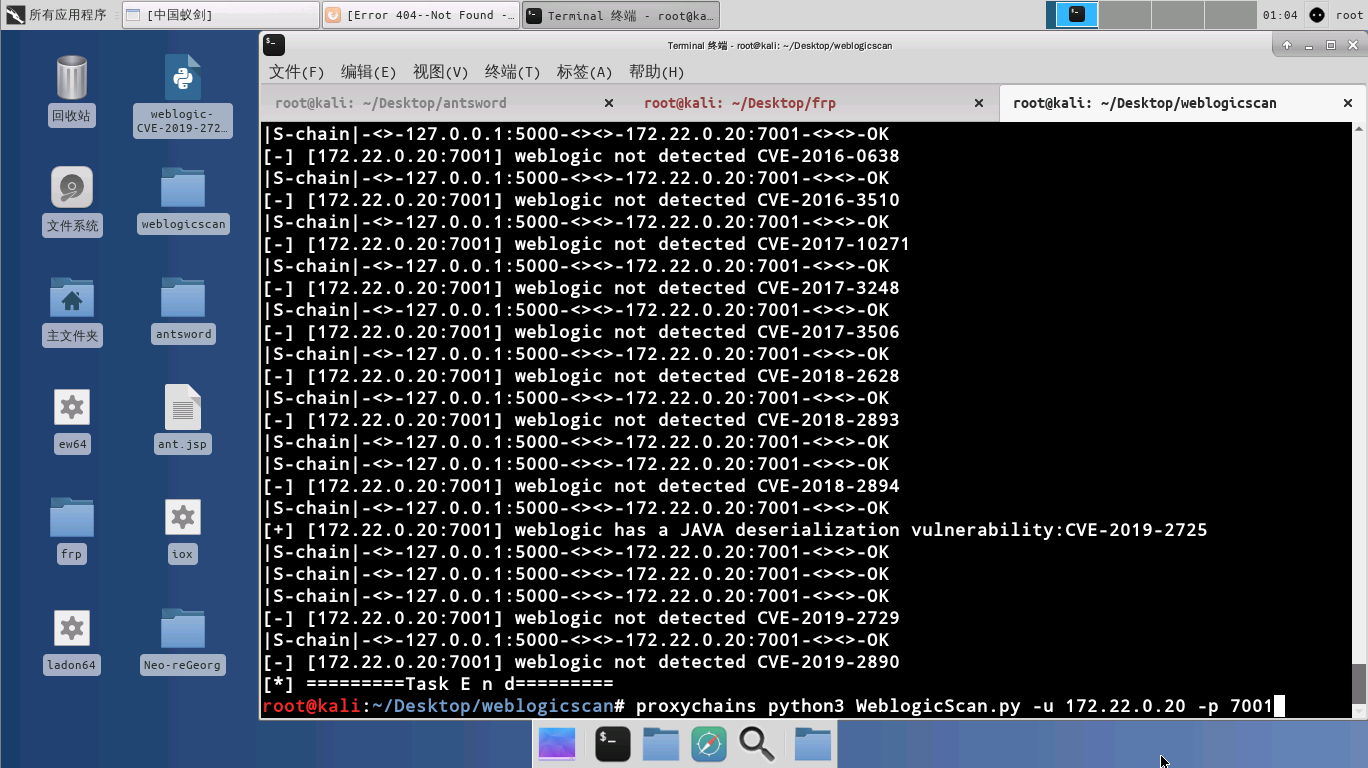 所有应用程序
[中国蚁剑]
[Error 404--Not Found -...
Terminal 终端 - root@ka...
01:04
root
回收站
weblogic-
CVE-2019-272…
文件系统
weblogicscan
主文件夹
antsword
ew64
ant.jsp
frp
iox
ladon64
Neo-reGeorg
Terminal 终端 - root@kali: ~/Desktop/weblogicscan
文件(F) 编辑(E) 视图(V) 终端(T) 标签(A) 帮助(H)
root@kali: ~/Desktop/antsword
root@kali: ~/Desktop/frp
root@kali: ~/Desktop/weblogicscan
|S-chain|-<>-127.0.0.1:5000-<><>-172.22.0.20:7001-<><>-OK
[-] [172.22.0.20:7001] weblogic not detected CVE-2016-0638
|S-chain|-<>-127.0.0.1:5000-<><>-172.22.0.20:7001-<><>-OK
[-] [172.22.0.20:7001] weblogic not detected CVE-2016-3510
|S-chain|-<>-127.0.0.1:5000-<><>-172.22.0.20:7001-<><>-OK
[-] [172.22.0.20:7001] weblogic not detected CVE-2017-10271
|S-chain|-<>-127.0.0.1:5000-<><>-172.22.0.20:7001-<><>-OK
[-] [172.22.0.20:7001] weblogic not detected CVE-2017-3248
|S-chain|-<>-127.0.0.1:5000-<><>-172.22.0.20:7001-<><>-OK
[-] [172.22.0.20:7001] weblogic not detected CVE-2017-3506
|S-chain|-<>-127.0.0.1:5000-<><>-172.22.0.20:7001-<><>-OK
[-] [172.22.0.20:7001] weblogic not detected CVE-2018-2628
|S-chain|-<>-127.0.0.1:5000-<><>-172.22.0.20:7001-<><>-OK
[-] [172.22.0.20:7001] weblogic not detected CVE-2018-2893
|S-chain|-<>-127.0.0.1:5000-<><>-172.22.0.20:7001-<><>-OK
|S-chain|-<>-127.0.0.1:5000-<><>-172.22.0.20:7001-<><>-OK
[-] [172.22.0.20:7001] weblogic not detected CVE-2018-2894
|S-chain|-<>-127.0.0.1:5000-<><>-172.22.0.20:7001-<><>-OK
[+] [172.22.0.20:7001] weblogic has a JAVA deserialization vulnerability:CVE-2019-2725
|S-chain|-<>-127.0.0.1:5000-<><>-172.22.0.20:7001-<><>-OK
|S-chain|-<>-127.0.0.1:5000-<><>-172.22.0.20:7001-<><>-OK
|S-chain|-<>-127.0.0.1:5000-<><>-172.22.0.20:7001-<><>-OK
[-] [172.22.0.20:7001] weblogic not detected CVE-2019-2729
|S-chain|-<>-127.0.0.1:5000-<><>-172.22.0.20:7001-<><>-OK
[-] [172.22.0.20:7001] weblogic not detected CVE-2019-2890
[*] =========Task E n d=========
root@kali:~/Desktop/weblogicscan# proxychains python3 WeblogicScan.py -u 172.22.0.20 -p 7001